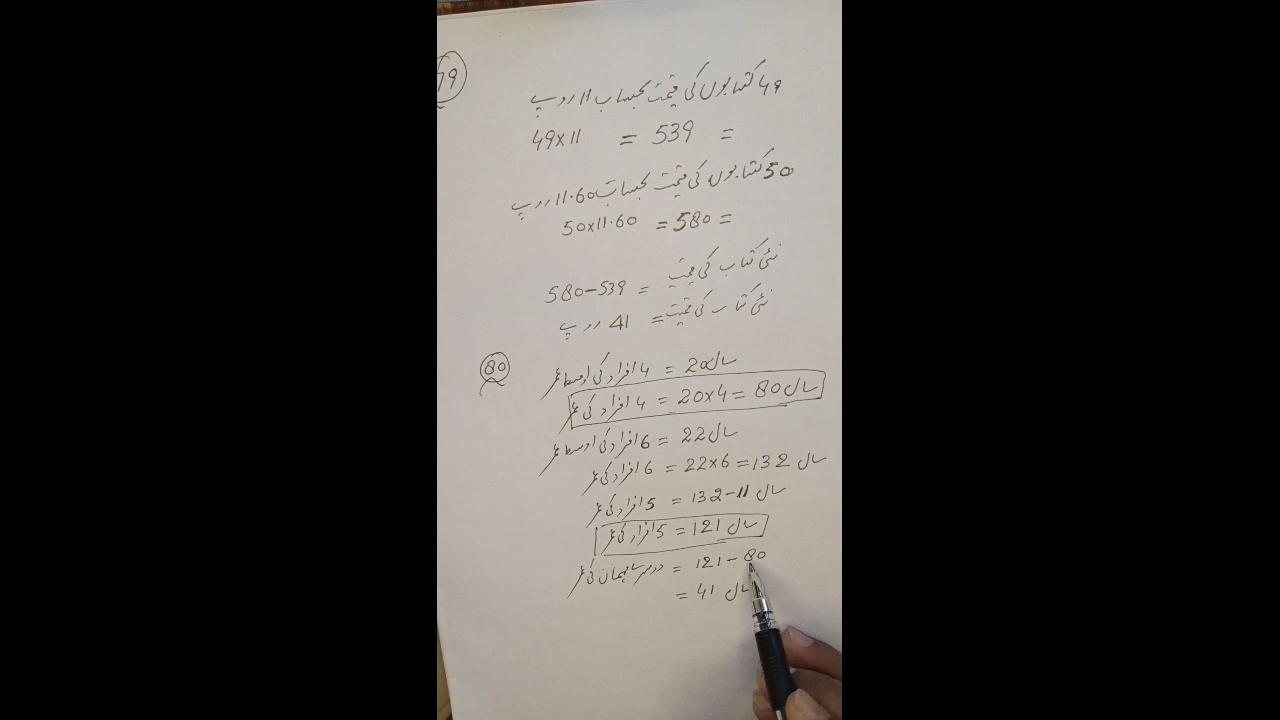 79
49 کتابوں کی قیمت بحساب 11 روپے
= 539 = 49x11
50 کتابوں کی قیمت بحساب 11.60 روپے
= 580 = 50x11.60
نئی کتاب کی قیمت = 580-539
نئی کتاب کی قیمت = 41 روپے
80
4 افراد کی اوسط عمر = 20 سال
4 افراد کی عمر = 20x4 = 80 سال
6 افراد کی اوسط عمر = 22 سال
6 افراد کی عمر = 22x6 = 132 سال
5 افراد کی عمر = 132-11 سال
5 افراد کی عمر = 121 سال
دوسرے مہمان کی عمر = 121-80
= 41 سال